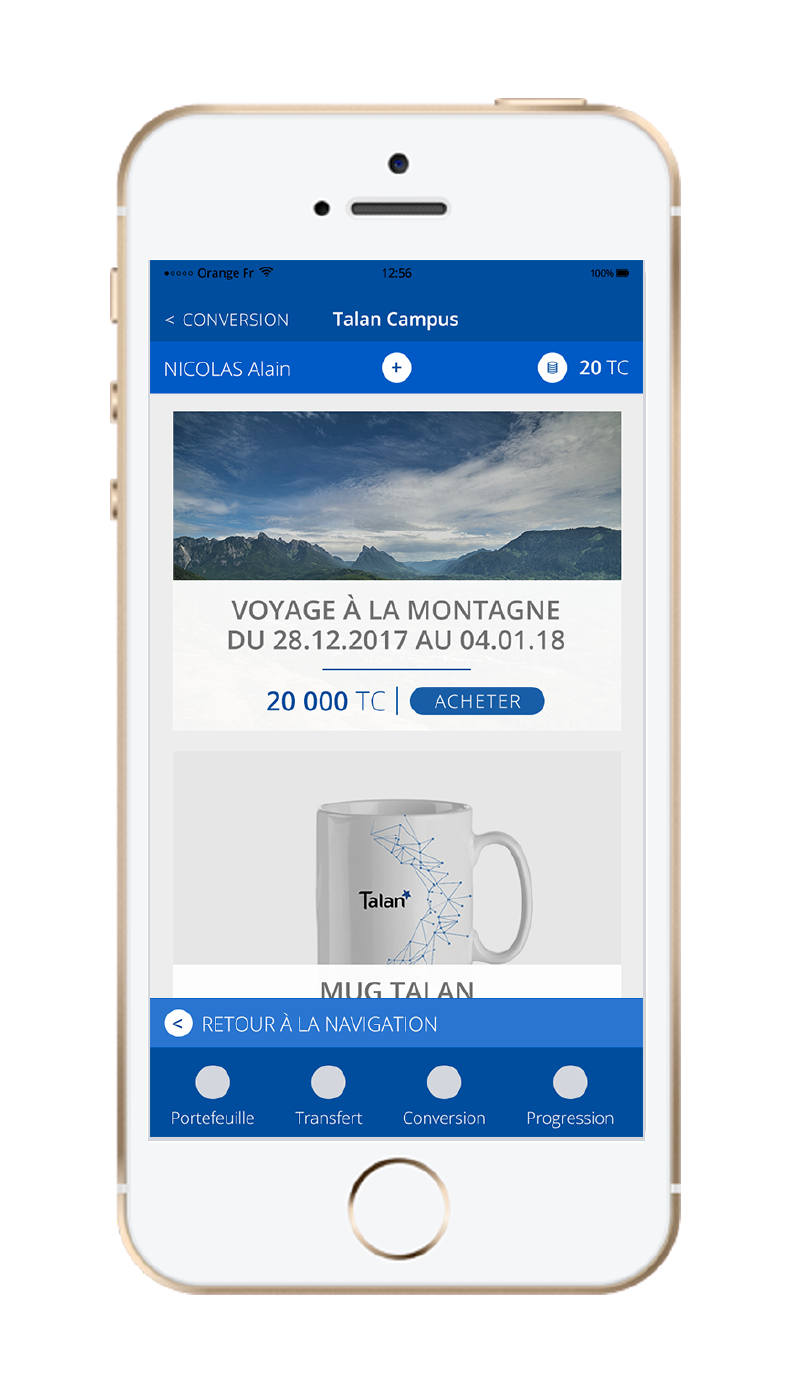 Orange Fr 12:56 100%
< CONVERSION Talan Campus
NICOLAS Alain + 20 TC
VOYAGE À LA MONTAGNE
DU 28.12.2017 AU 04.01.18
20 000 TC ACHETER
Talan
MUG TALAN
< RETOUR À LA NAVIGATION
Portefeuille Transfert Conversion Progression